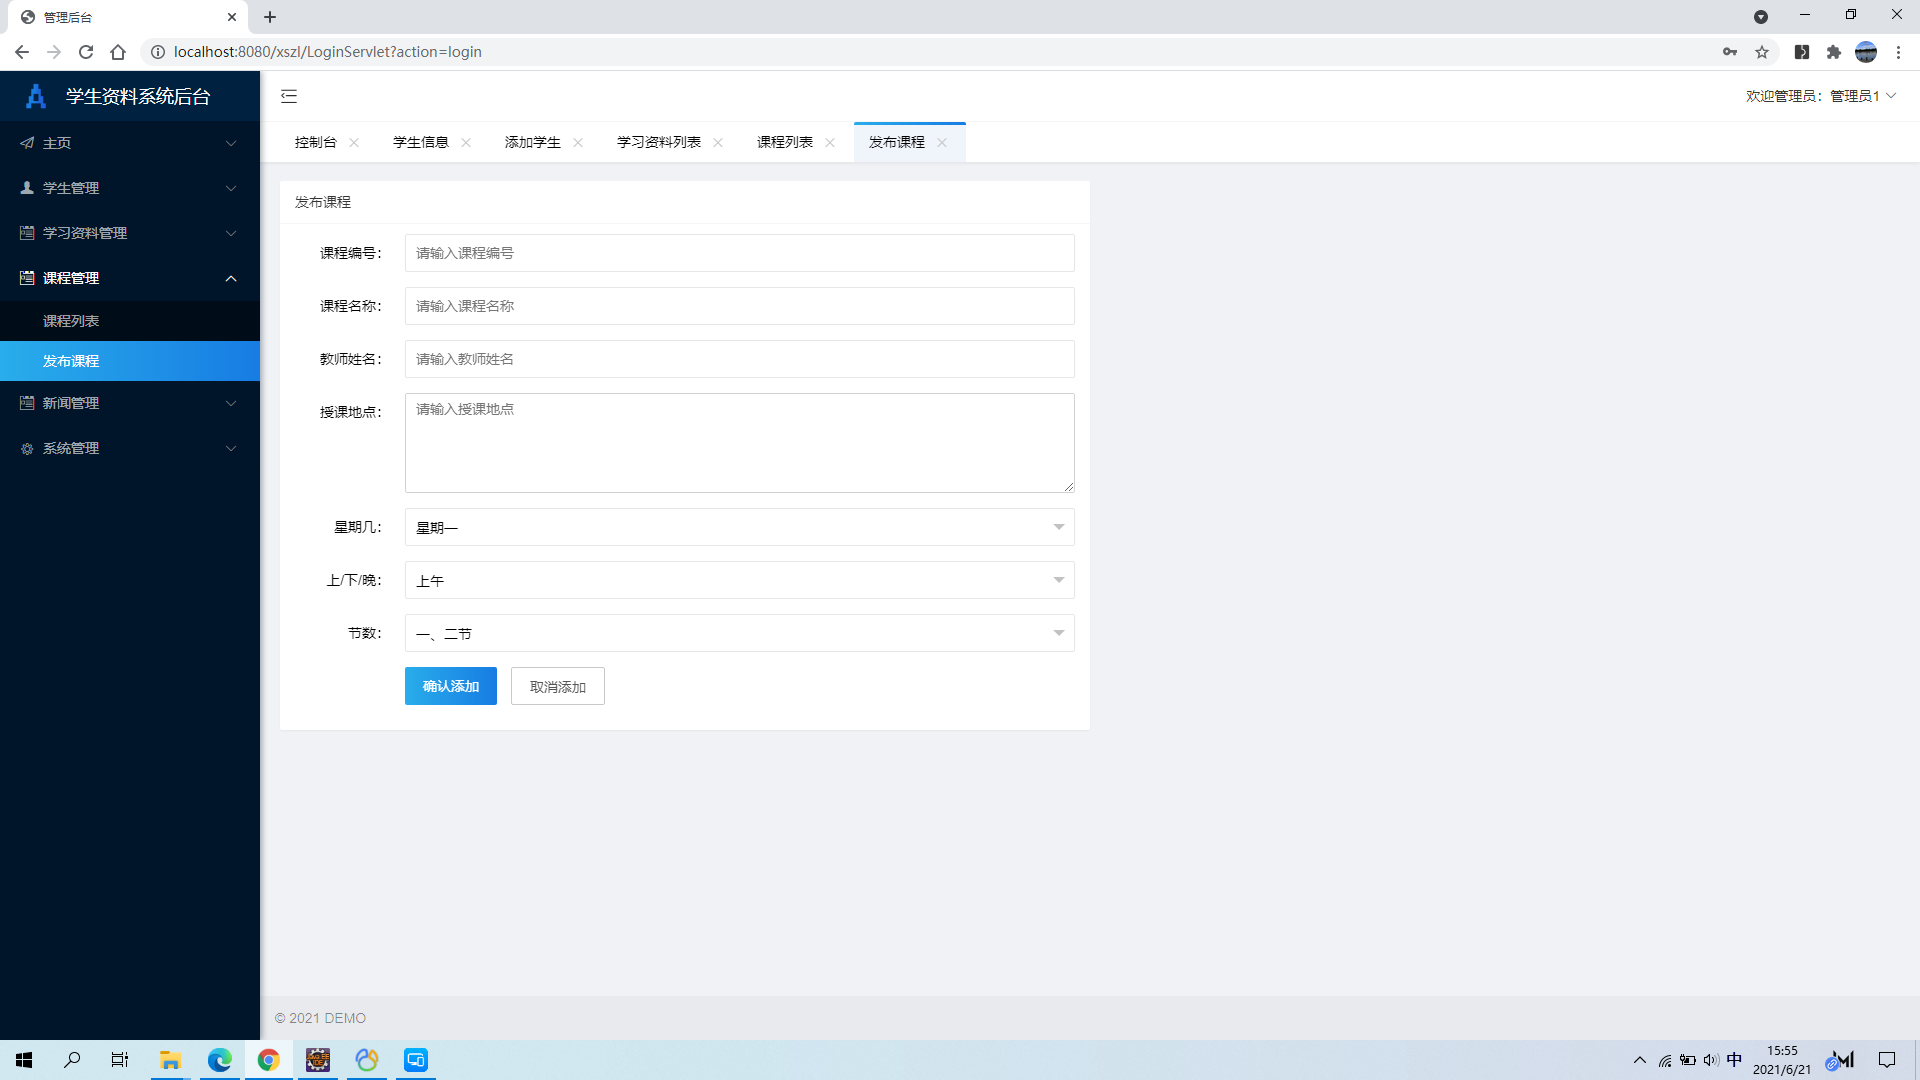 管理后台
localhost:8080/xszl/LoginServlet?action=login
学生资料系统后台
欢迎管理员：管理员1
主页
学生管理
学习资料管理
课程管理
课程列表
发布课程
新闻管理
系统管理
控制台
学生信息
添加学生
学习资料列表
课程列表
发布课程
发布课程
课程编号：
请输入课程编号
课程名称：
请输入课程名称
教师姓名：
请输入教师姓名
授课地点：
请输入授课地点
星期几：
星期一
上/下/晚：
上午
节数：
一、二节
确认添加
取消添加
© 2021 DEMO
中
15:55
2021/6/21